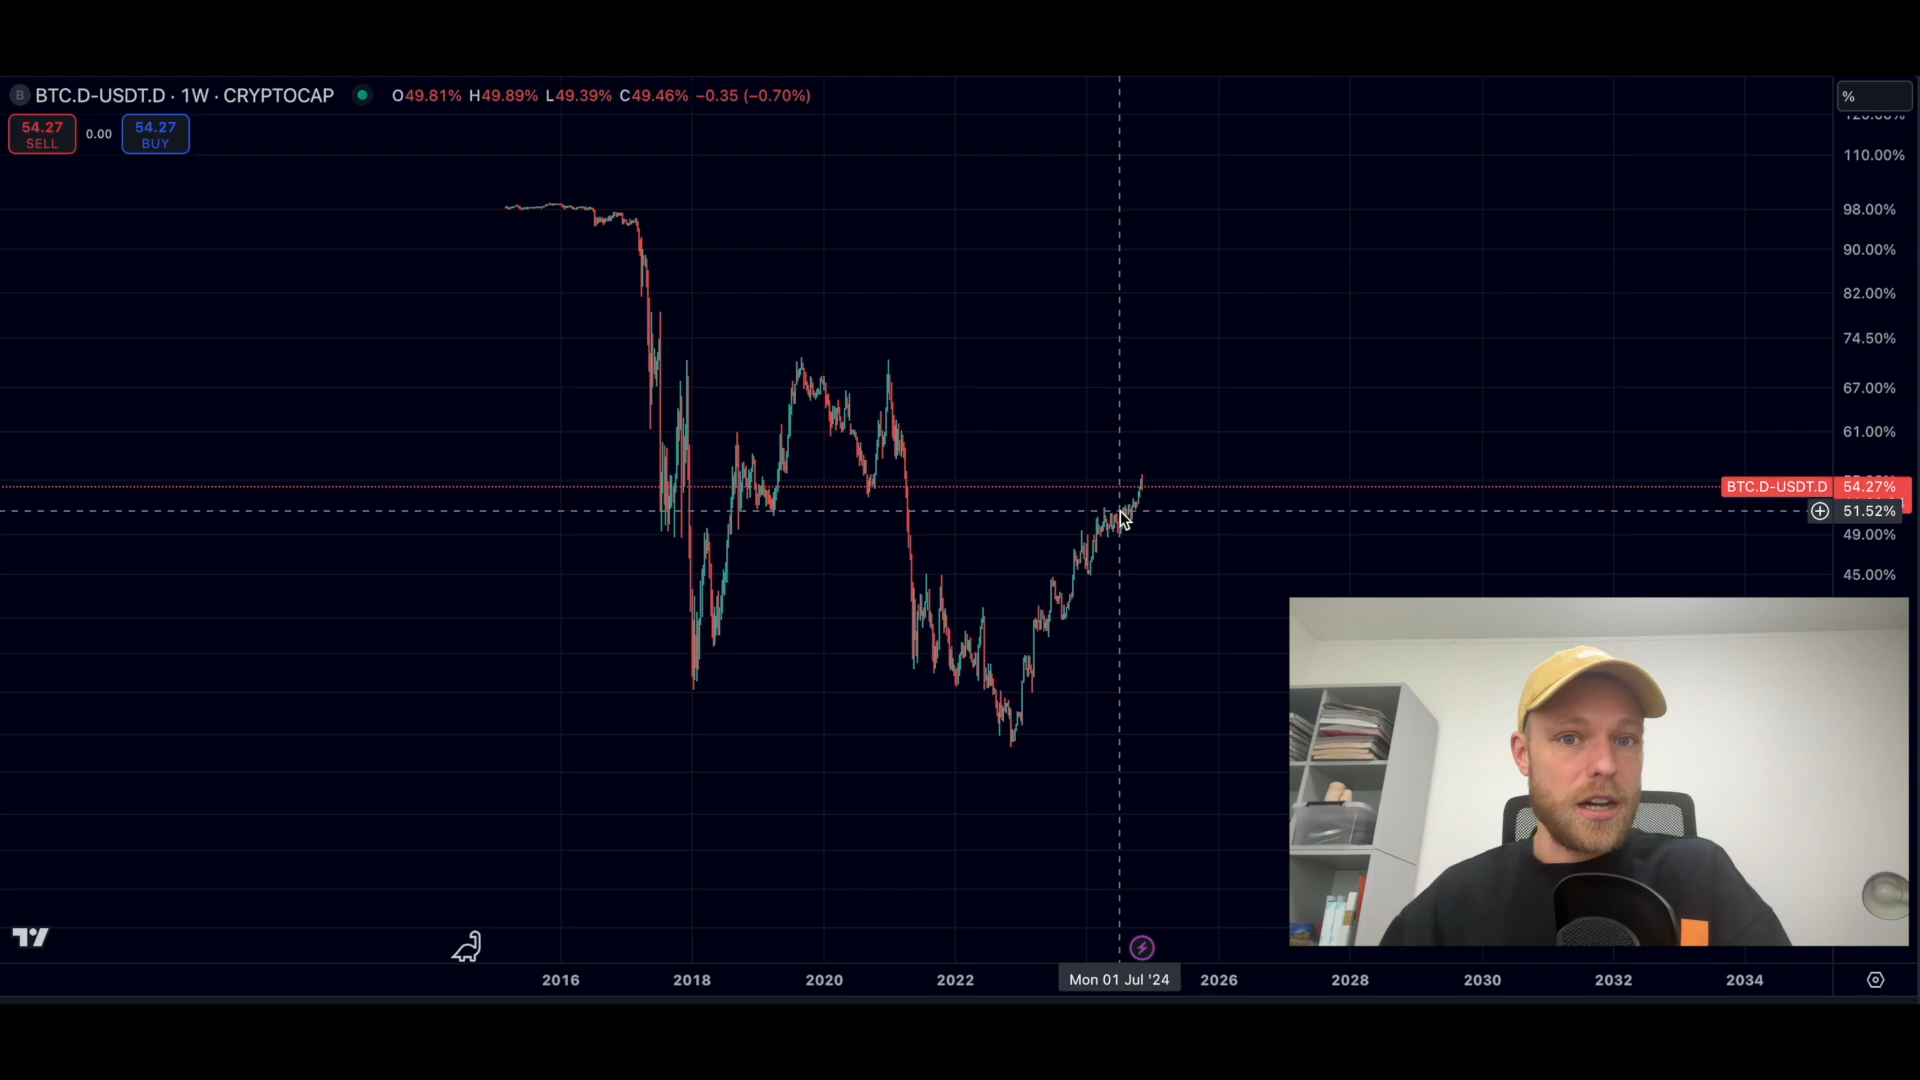 B BTC.D-USDT.D · 1W · CRYPTOCAP O49.81% H49.89% L49.39% C49.46% −0.35 (−0.70%)
%
54.27
SELL
0.00
54.27
BUY
110.00%
98.00%
90.00%
82.00%
74.50%
67.00%
61.00%
BTC.D-USDT.D 54.27%
51.52%
49.00%
45.00%
2016 2018 2020 2022 Mon 01 Jul '24 2026 2028 2030 2032 2034